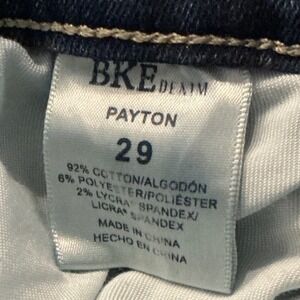 BKE DENIM
PAYTON
29
92% COTTON/ALGODÓN
6% POLYESTER/POLIÉSTER
2% LYCRA® SPANDEX/
LICRA® SPANDEX
MADE IN CHINA
HECHO EN CHINA